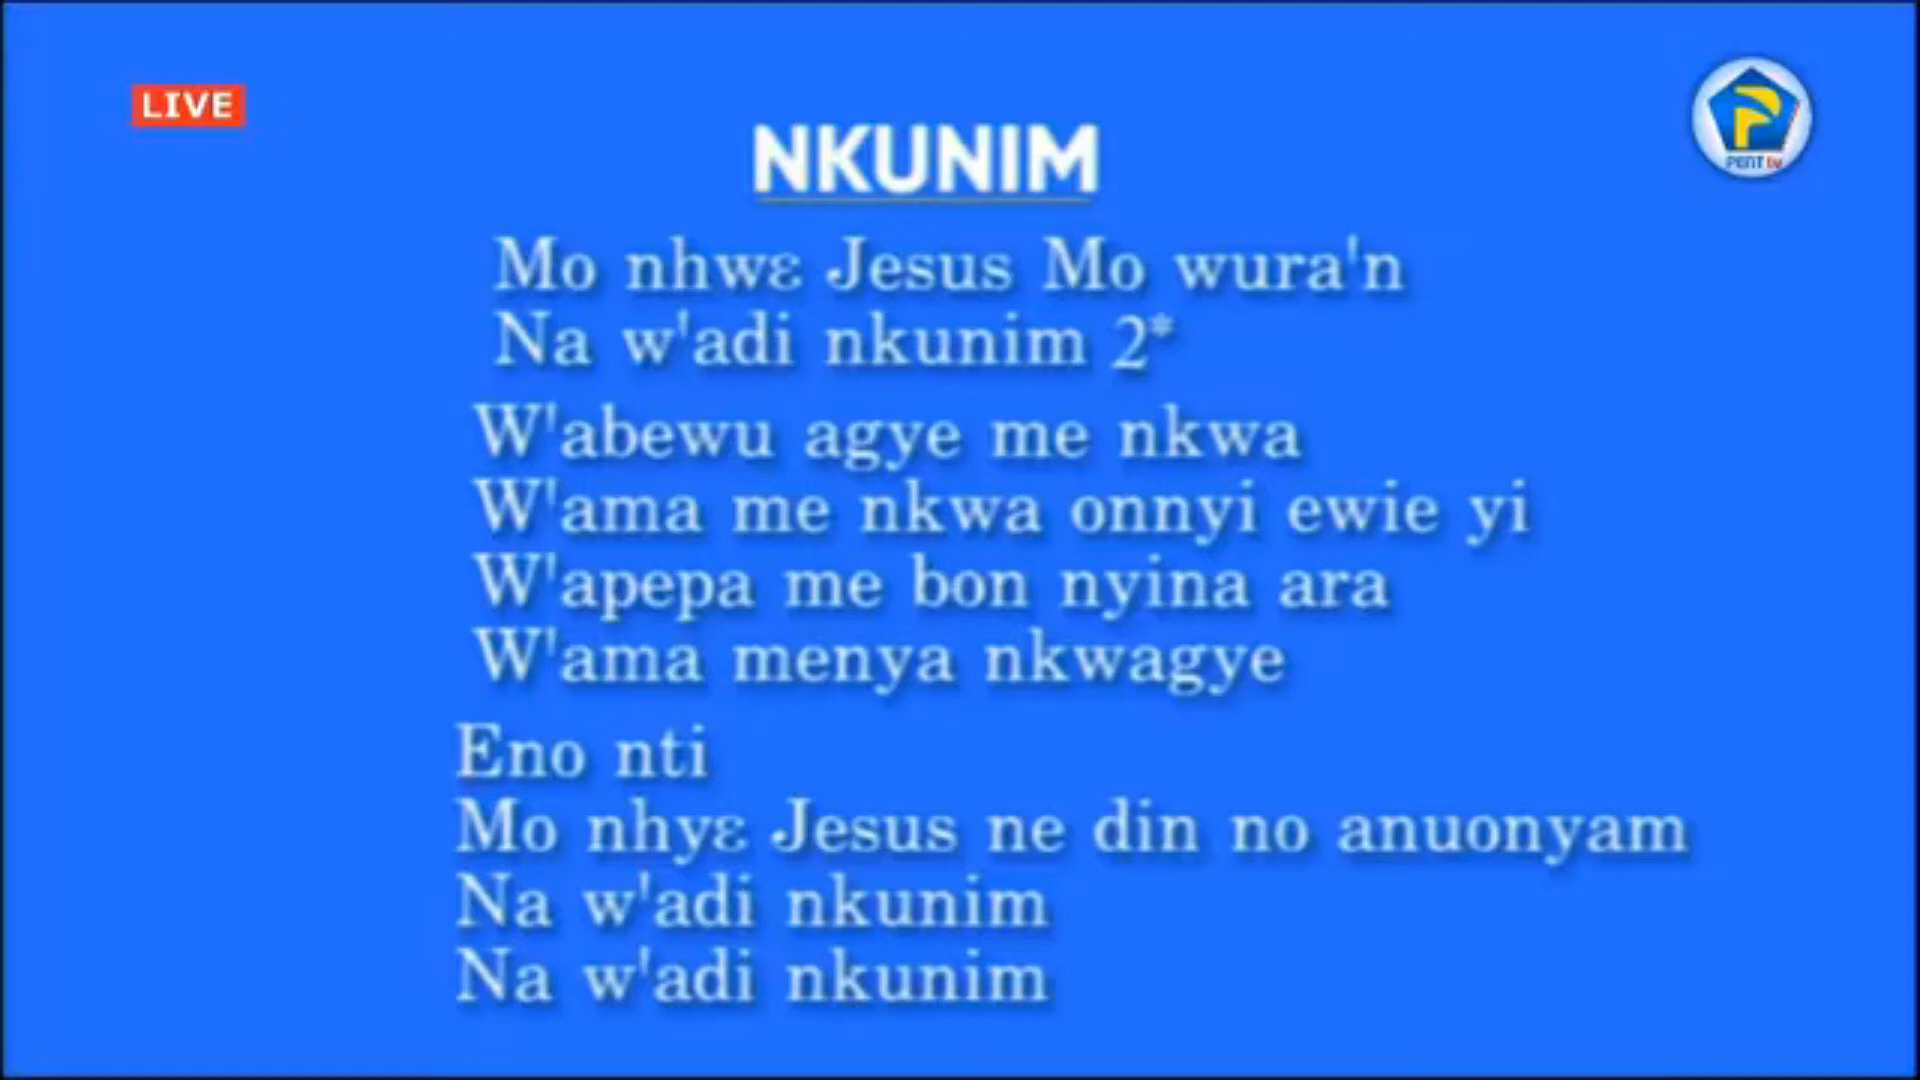 LIVE
PENT tv
NKUNIM
Mo nhwɛ Jesus Mo wura'n
Na w'adi nkunim 2*
W'abewu agye me nkwa
W'ama me nkwa onnyi ewie yi
W'apepa me bon nyina ara
W'ama menya nkwagye
Eno nti
Mo nhyɛ Jesus ne din no anuonyam
Na w'adi nkunim
Na w'adi nkunim